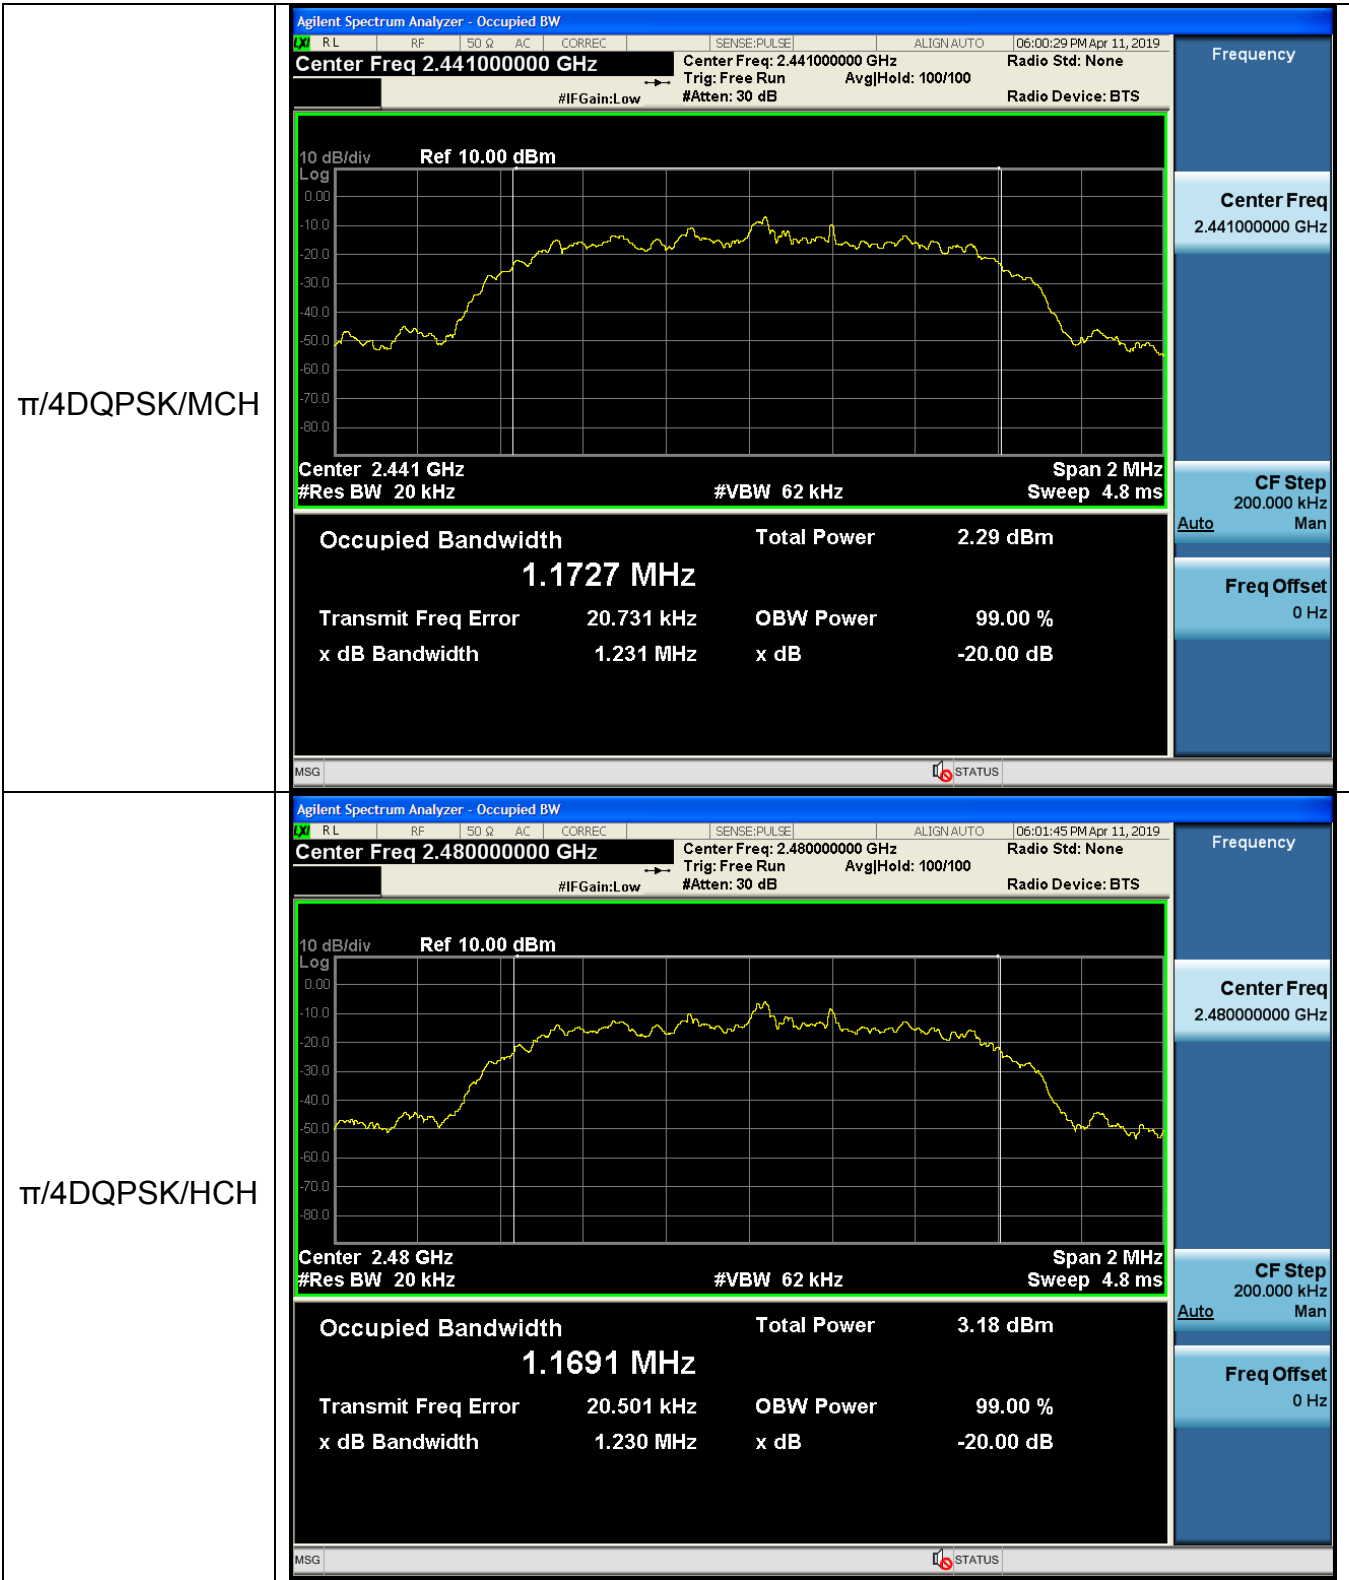 π/4DQPSK/MCH
Agilent Spectrum Analyzer - Occupied BW
LXI RL RF 50 Ω AC CORREC SENSE:PULSE ALIGN AUTO 06:00:29 PM Apr 11, 2019
Center Freq 2.441000000 GHz
Center Freq: 2.441000000 GHz Radio Std: None
Trig: Free Run Avg|Hold: 100/100
#IFGain:Low #Atten: 30 dB Radio Device: BTS
10 dB/div Ref 10.00 dBm
Log
0.00
-10.0
-20.0
-30.0
-40.0
-50.0
-60.0
-70.0
-80.0
Center 2.441 GHz Span 2 MHz
#Res BW 20 kHz #VBW 62 kHz Sweep 4.8 ms
Occupied Bandwidth Total Power 2.29 dBm
1.1727 MHz
Transmit Freq Error 20.731 kHz OBW Power 99.00 %
x dB Bandwidth 1.231 MHz x dB -20.00 dB
MSG STATUS
Frequency
Center Freq
2.441000000 GHz
CF Step
200.000 kHz
Auto Man
Freq Offset
0 Hz
π/4DQPSK/HCH
Agilent Spectrum Analyzer - Occupied BW
LXI RL RF 50 Ω AC CORREC SENSE:PULSE ALIGN AUTO 06:01:45 PM Apr 11, 2019
Center Freq 2.480000000 GHz
Center Freq: 2.480000000 GHz Radio Std: None
Trig: Free Run Avg|Hold: 100/100
#IFGain:Low #Atten: 30 dB Radio Device: BTS
10 dB/div Ref 10.00 dBm
Log
0.00
-10.0
-20.0
-30.0
-40.0
-50.0
-60.0
-70.0
-80.0
Center 2.48 GHz Span 2 MHz
#Res BW 20 kHz #VBW 62 kHz Sweep 4.8 ms
Occupied Bandwidth Total Power 3.18 dBm
1.1691 MHz
Transmit Freq Error 20.501 kHz OBW Power 99.00 %
x dB Bandwidth 1.230 MHz x dB -20.00 dB
MSG STATUS
Frequency
Center Freq
2.480000000 GHz
CF Step
200.000 kHz
Auto Man
Freq Offset
0 Hz